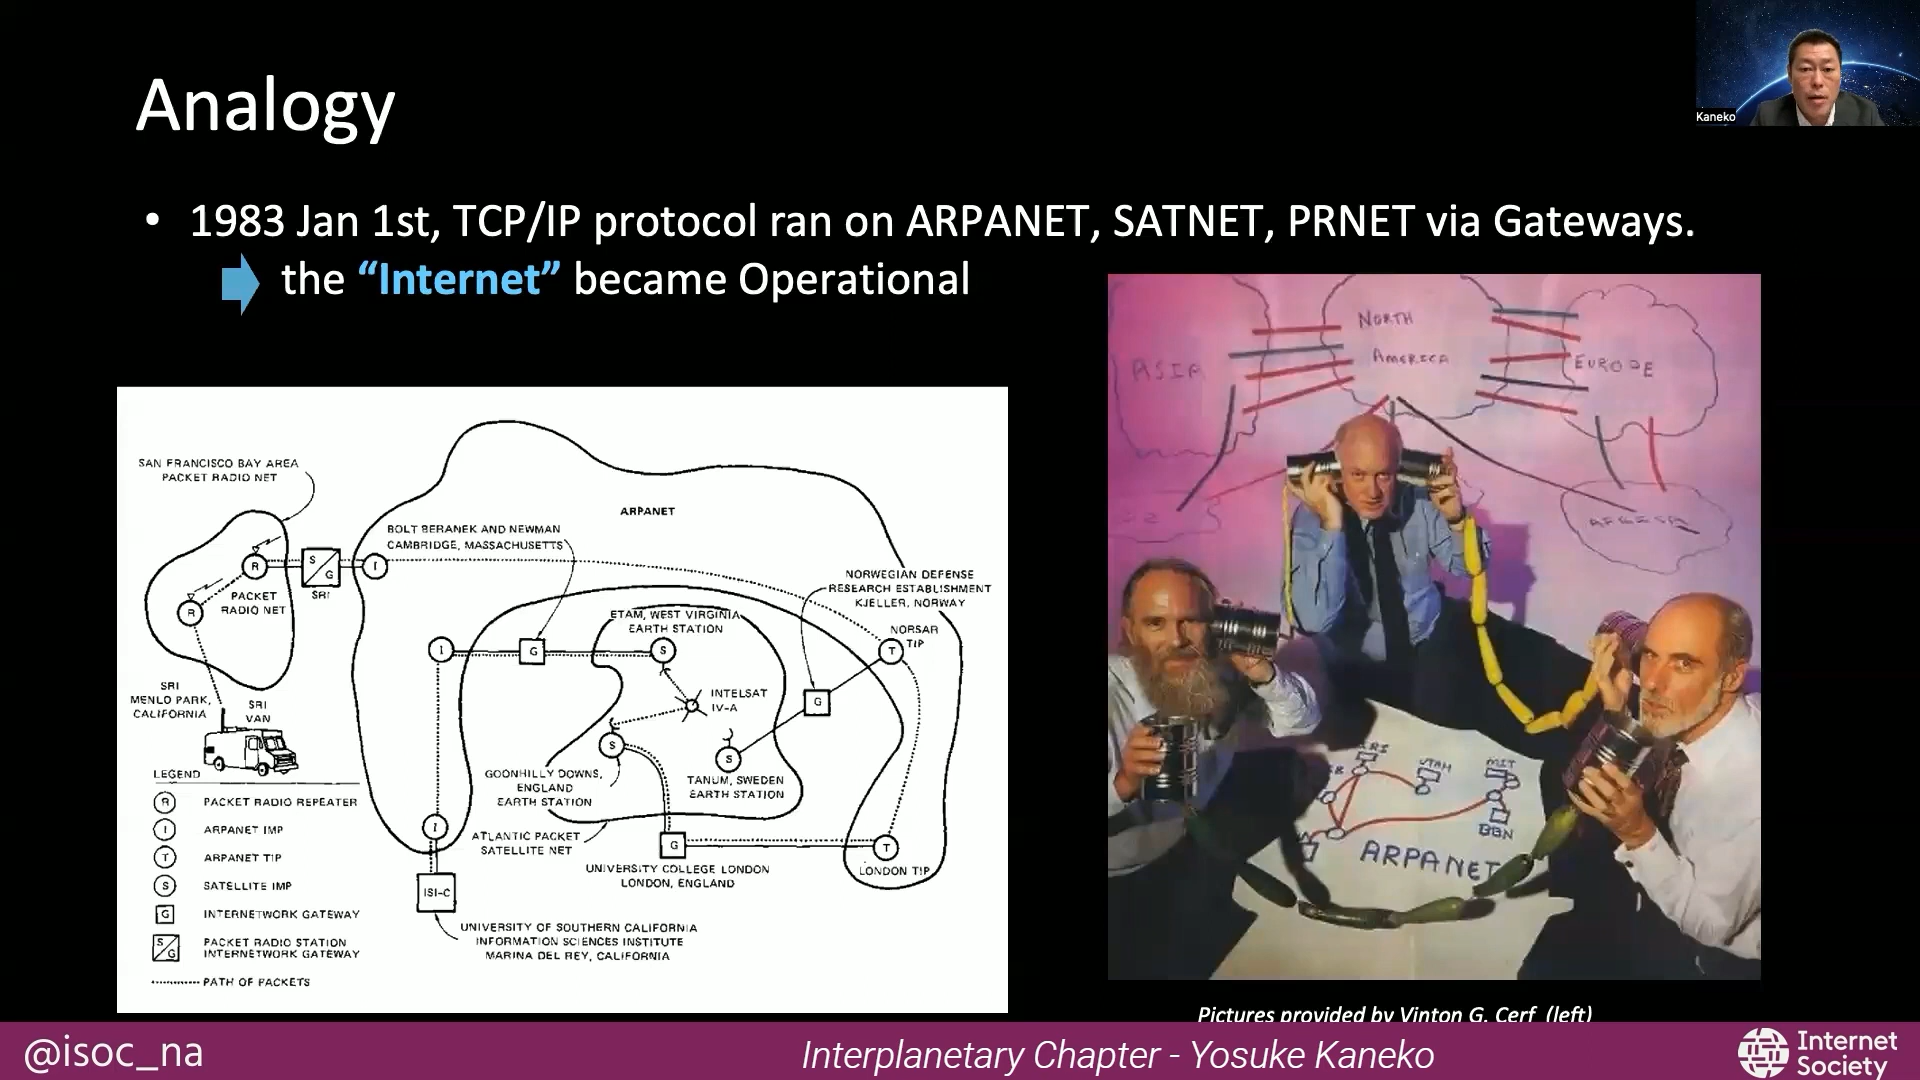 Analogy
Kaneko
• 1983 Jan 1st, TCP/IP protocol ran on ARPANET, SATNET, PRNET via Gateways.
the “Internet” became Operational
SAN FRANCISCO BAY AREA
PACKET RADIO NET
ARPANET
BOLT BERANEK AND NEWMAN
CAMBRIDGE, MASSACHUSETTS
R
S
G
I
SRI
PACKET
RADIO NET
R
NORWEGIAN DEFENSE
RESEARCH ESTABLISHMENT
KJELLER, NORWAY
ETAM, WEST VIRGINIA
EARTH STATION
NORSAR
TIP
I
G
S
T
SRI
MENLO PARK,
CALIFORNIA
SRI
VAN
INTELSAT
IV-A
G
S
S
GOONHILLY DOWNS,
ENGLAND
EARTH STATION
TANUM, SWEDEN
EARTH STATION
I
ATLANTIC PACKET
SATELLITE NET
G
T
UNIVERSITY COLLEGE LONDON
LONDON, ENGLAND
LONDON TIP
ISI-C
UNIVERSITY OF SOUTHERN CALIFORNIA
INFORMATION SCIENCES INSTITUTE
MARINA DEL REY, CALIFORNIA
LEGEND
R PACKET RADIO REPEATER
I ARPANET IMP
T ARPANET TIP
S SATELLITE IMP
G INTERNETWORK GATEWAY
S/G PACKET RADIO STATION
INTERNETWORK GATEWAY
PATH OF PACKETS
ASIA
NORTH
AMERICA
EUROPE
AFRICA
SRI
UTAH
MIT
BBN
ARPANET
Pictures provided by Vinton G. Cerf (left)
@isoc_na
Interplanetary Chapter - Yosuke Kaneko
Internet
Society